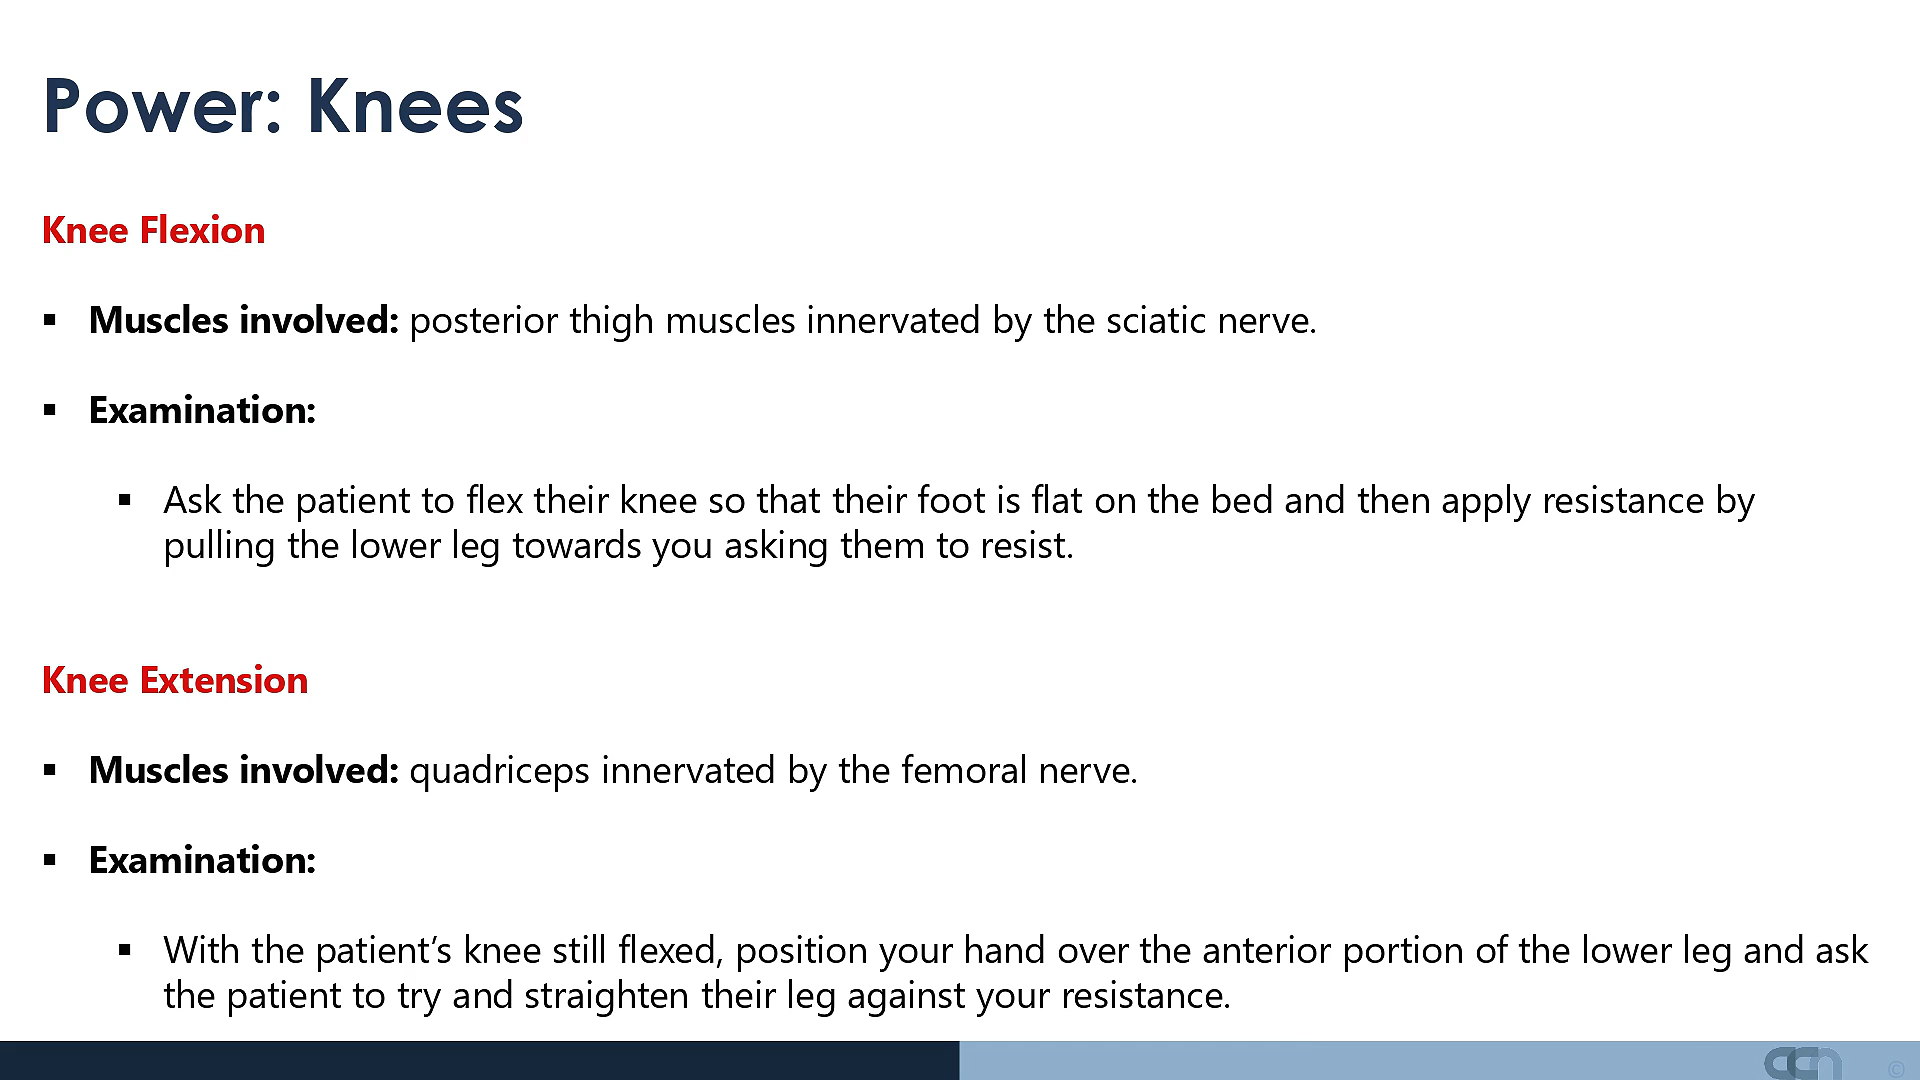 Power: Knees
Knee Flexion
▪ Muscles involved: posterior thigh muscles innervated by the sciatic nerve.
▪ Examination:
▪ Ask the patient to flex their knee so that their foot is flat on the bed and then apply resistance by
pulling the lower leg towards you asking them to resist.
Knee Extension
▪ Muscles involved: quadriceps innervated by the femoral nerve.
▪ Examination:
▪ With the patient’s knee still flexed, position your hand over the anterior portion of the lower leg and ask
the patient to try and straighten their leg against your resistance.
©